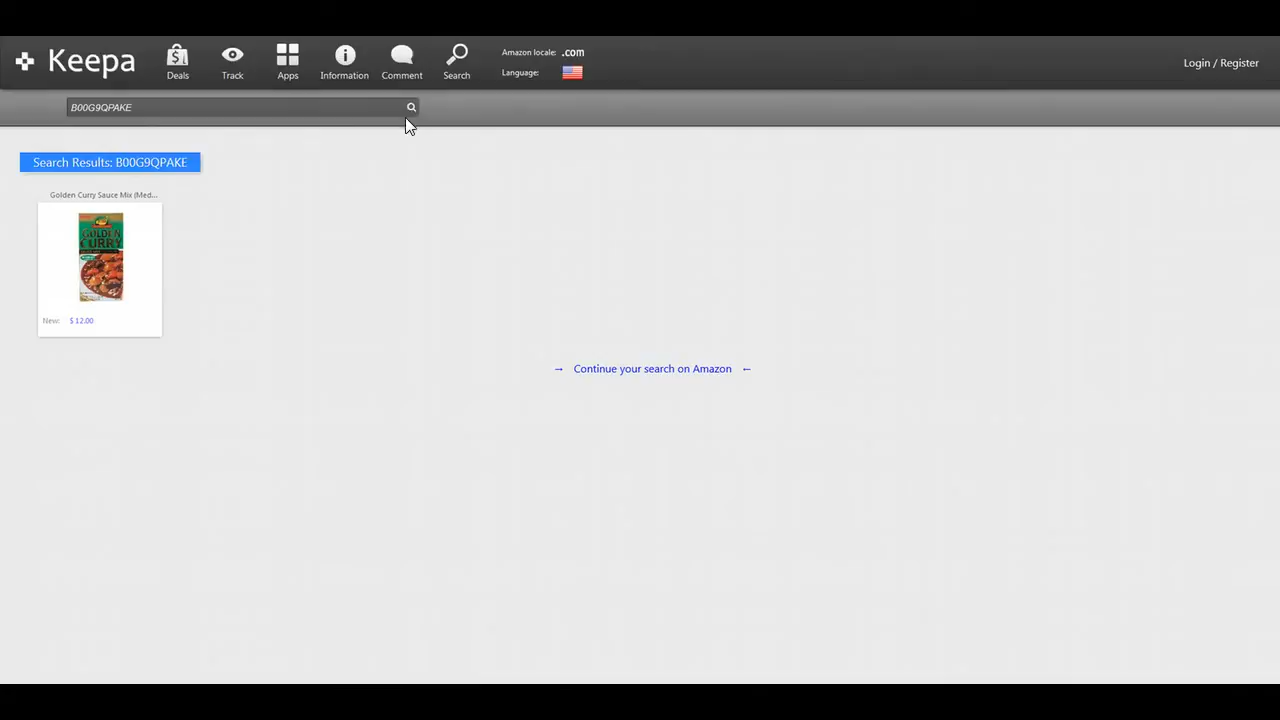 Keepa
Deals
Track
Apps
Information
Comment
Search
Amazon locale: .com
Language:
Login / Register
B00G9QPAKE
Search Results: B00G9QPAKE
Golden Curry Sauce Mix (Med...
GOLDEN
CURRY
New: $ 12.00
→ Continue your search on Amazon ←